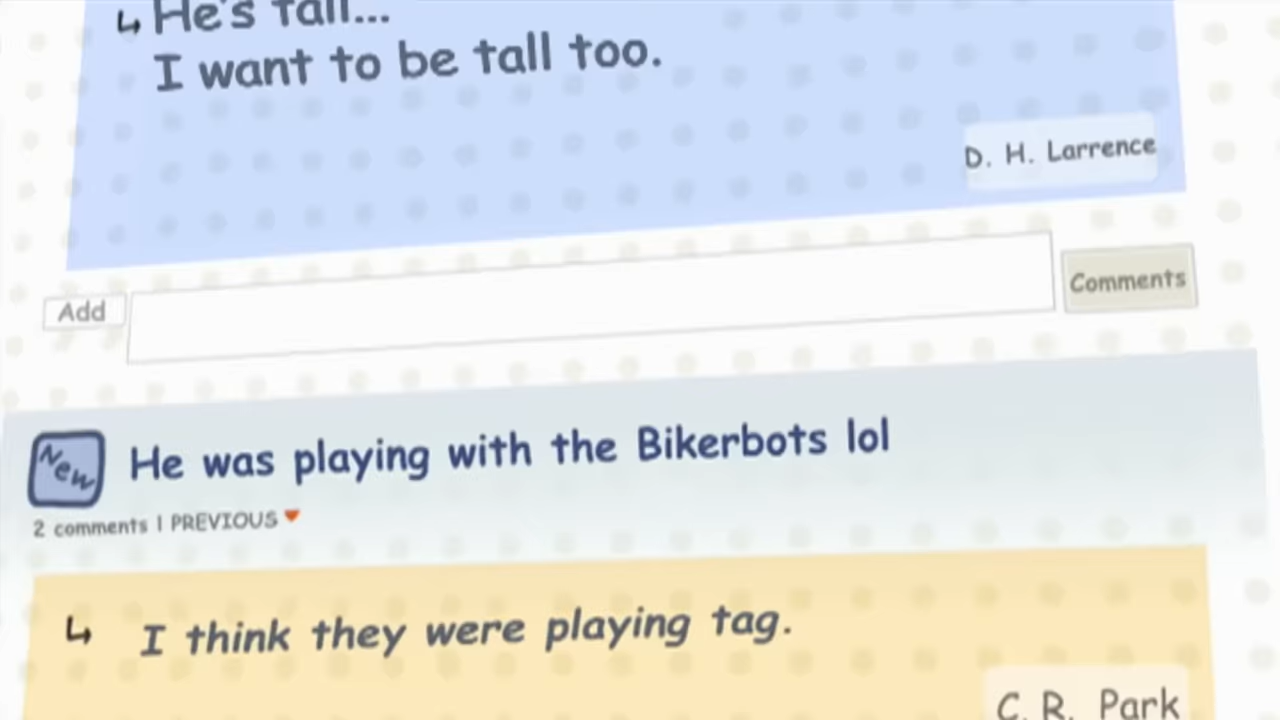 ↳ He's tall...
I want to be tall too.
D. H. Larrence
Add
Comments
New
He was playing with the Bikerbots lol
2 comments | PREVIOUS
↳ I think they were playing tag.
C. R. Park